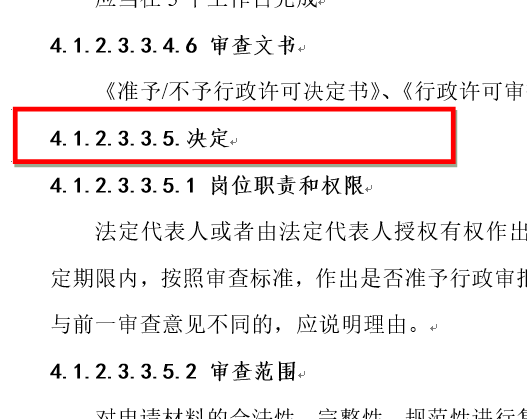 应当在5个工作日完成
4.1.2.3.3.4.6 审查文书
《准予/不予行政许可决定书》、《行政许可审
4.1.2.3.3.5.决定
4.1.2.3.3.5.1 岗位职责和权限
法定代表人或者由法定代表人授权有权作出
定期限内，按照审查标准，作出是否准予行政审批
与前一审查意见不同的，应说明理由。
4.1.2.3.3.5.2 审查范围
对申请材料的合法性、完整性、规范性进行复